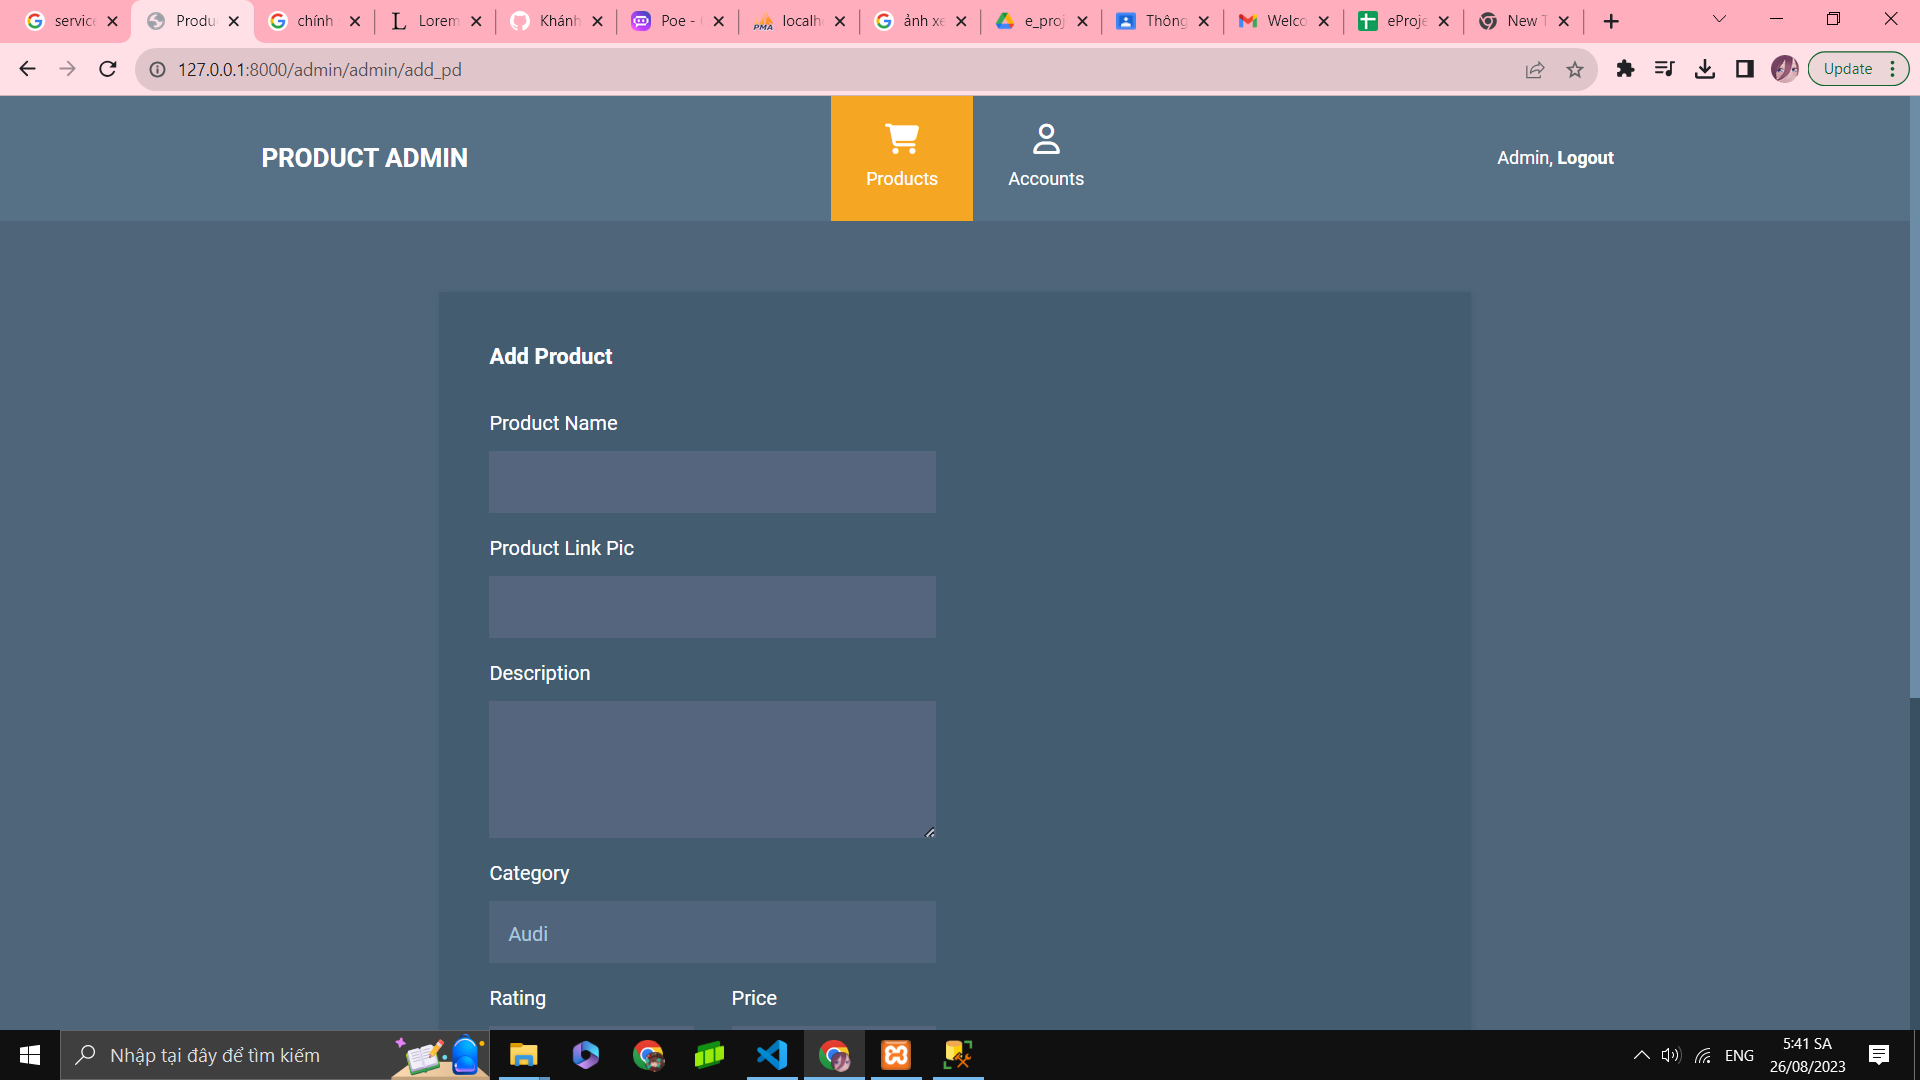 service
Produ
chính
Lorem
Khánh
Poe -
localho
ảnh xe
e_proj
Thông
Welco
eProje
New T
127.0.0.1:8000/admin/admin/add_pd
Update
PRODUCT ADMIN
Products
Accounts
Admin, Logout
Add Product
Product Name
Product Link Pic
Description
Category
Audi
Rating
Price
Nhập tại đây để tìm kiếm
ENG
5:41 SA
26/08/2023